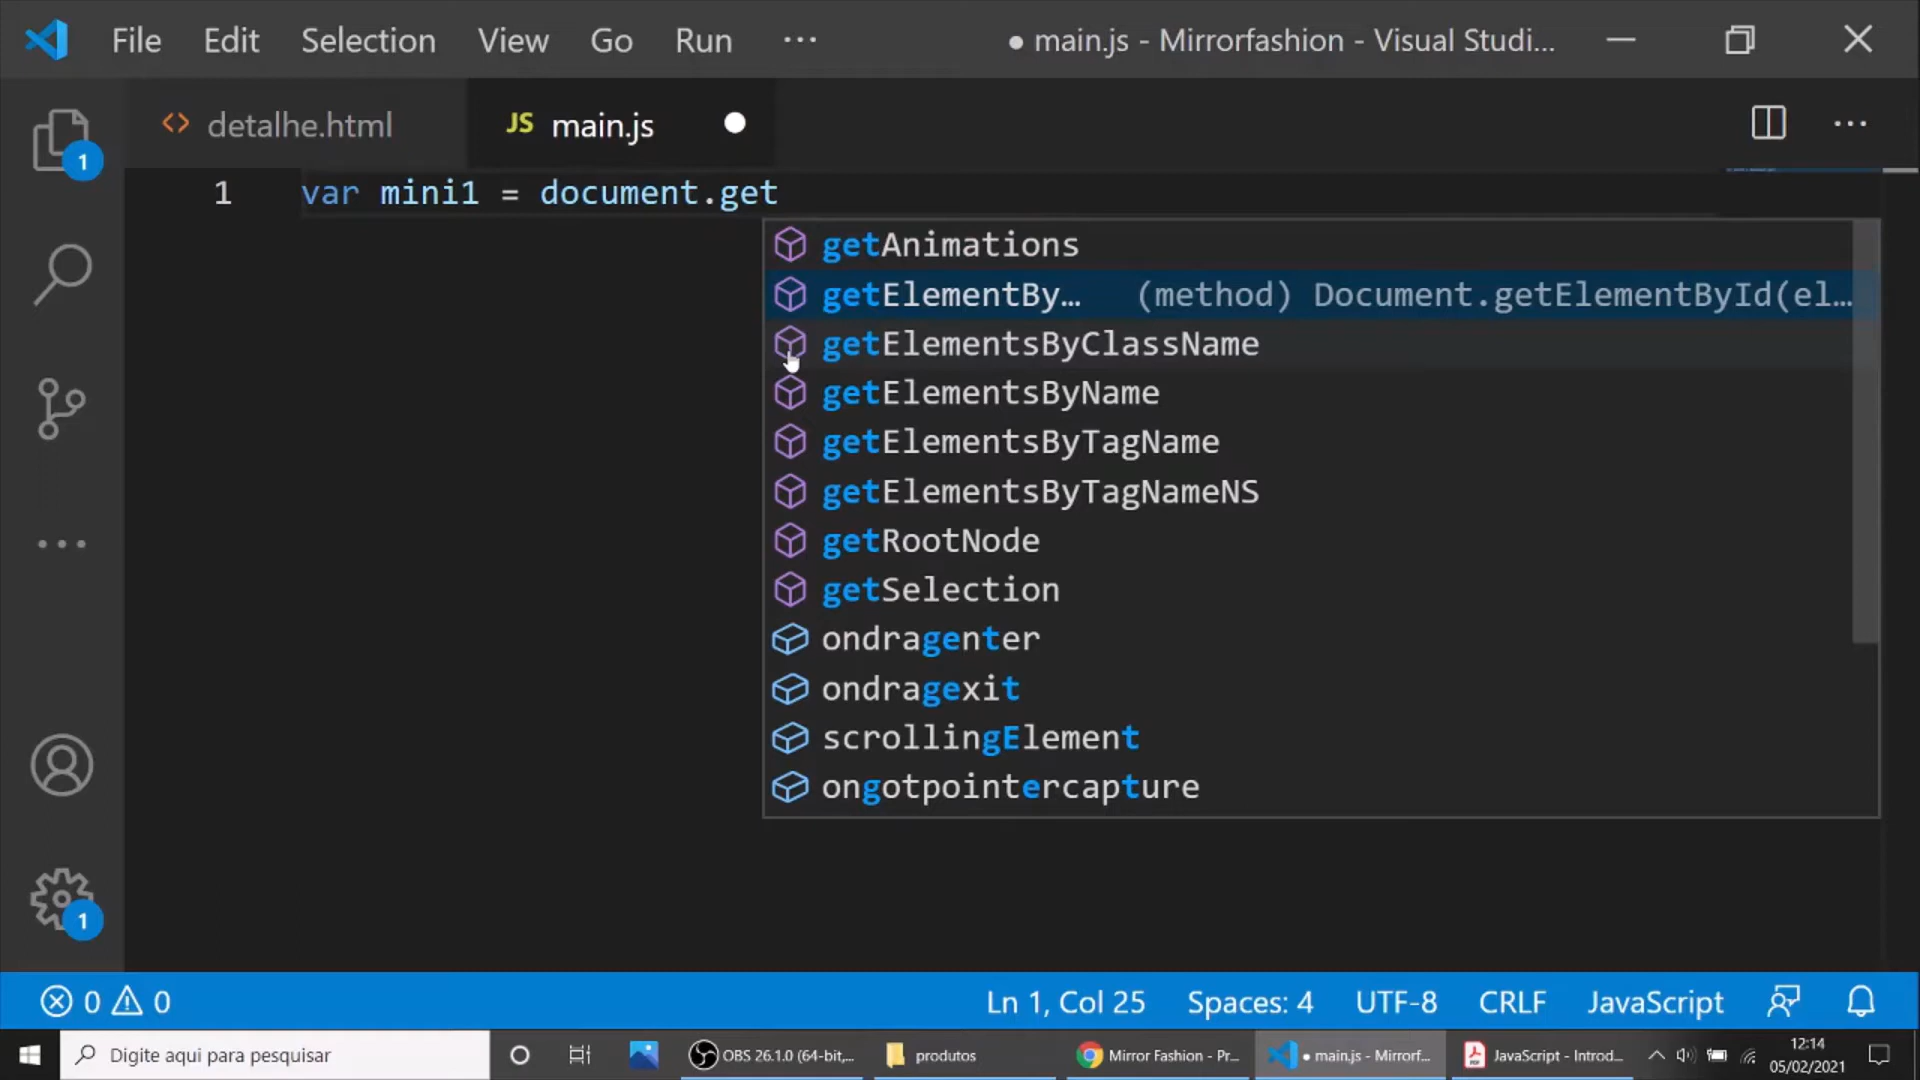 File Edit Selection View Go Run ··· ● main.js - Mirrorfashion - Visual Studi...
<> detalhe.html JS main.js ●
1
1 var mini1 = document.get
getAnimations
getElementBy… (method) Document.getElementById(el…
getElementsByClassName
getElementsByName
getElementsByTagName
getElementsByTagNameNS
getRootNode
getSelection
ondragenter
ondragexit
scrollingElement
ongotpointercapture
1
0 0 Ln 1, Col 25 Spaces: 4 UTF-8 CRLF JavaScript
Digite aqui para pesquisar OBS 26.1.0 (64-bit,... produtos Mirror Fashion - Pr... ● main.js - Mirrorf... JavaScript - Introd... 12:14
05/02/2021